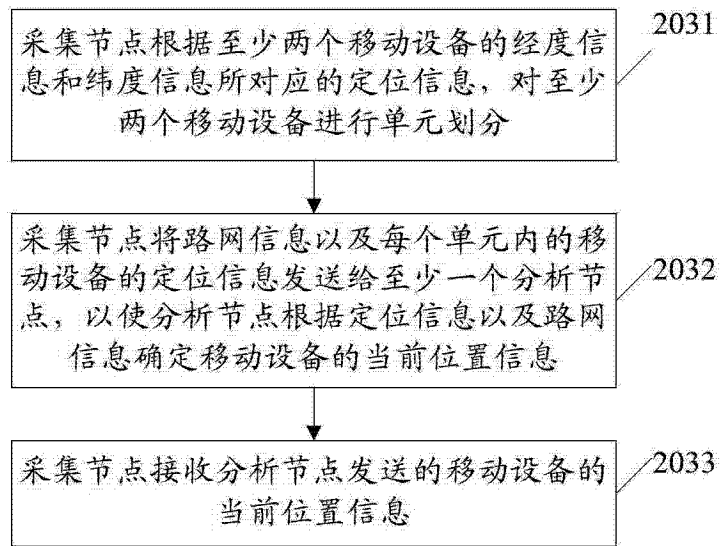 采集节点根据至少两个移动设备的经度信
息和纬度信息所对应的定位信息，对至少
两个移动设备进行单元划分
2031
采集节点将路网信息以及每个单元内的移
动设备的定位信息发送给至少一个分析节
点，以使分析节点根据定位信息以及路网
信息确定移动设备的当前位置信息
2032
采集节点接收分析节点发送的移动设备的
当前位置信息
2033